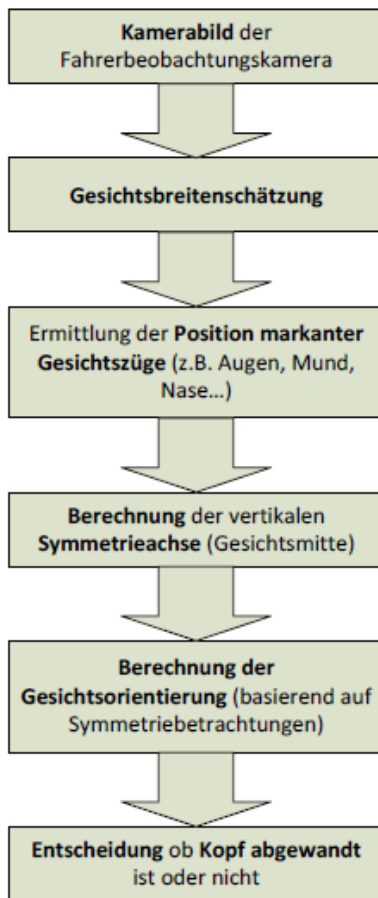 Kamerabild der
Fahrerbeobachtungskamera
Gesichtsbreitenschätzung
Ermittlung der Position markanter
Gesichtszüge (z.B. Augen, Mund,
Nase…)
Berechnung der vertikalen
Symmetrieachse (Gesichtsmitte)
Berechnung der
Gesichtsorientierung (basierend auf
Symmetriebetrachtungen)
Entscheidung ob Kopf abgewandt
ist oder nicht